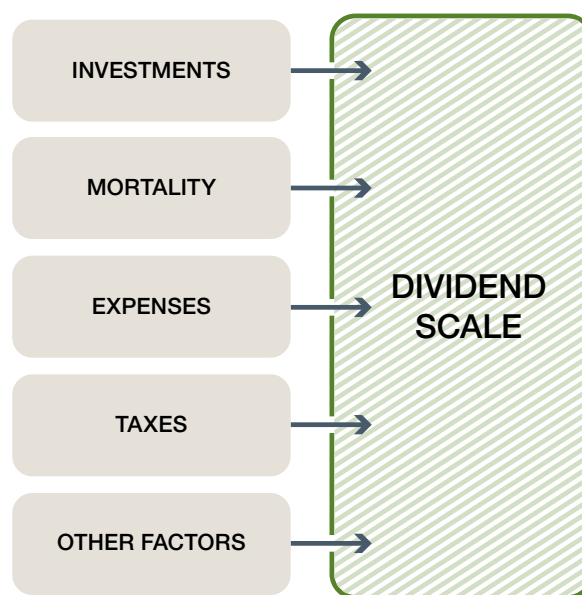 INVESTMENTS
MORTALITY
EXPENSES
TAXES
OTHER FACTORS
DIVIDEND
SCALE